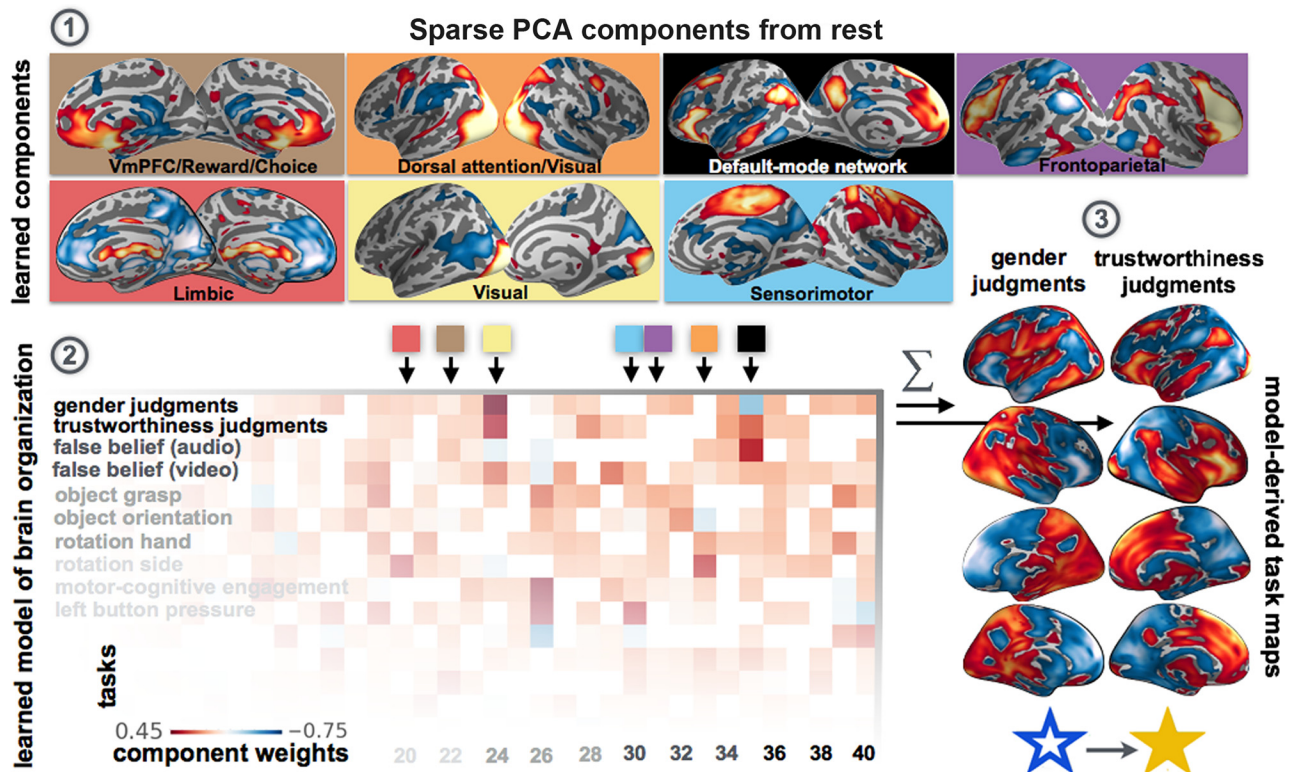 1
Sparse PCA components from rest
learned components
VmPFC/Reward/Choice
Dorsal attention/Visual
Default-mode network
Frontoparietal
Limbic
Visual
Sensorimotor
2
learned model of brain organization
gender judgments
trustworthiness judgments
false belief (audio)
false belief (video)
object grasp
object orientation
rotation hand
rotation side
motor-cognitive engagement
left button pressure
tasks
0.45 −0.75
component weights
20 22 24 26 28 30 32 34 36 38 40
∑
3
gender
judgments
trustworthiness
judgments
model-derived task maps